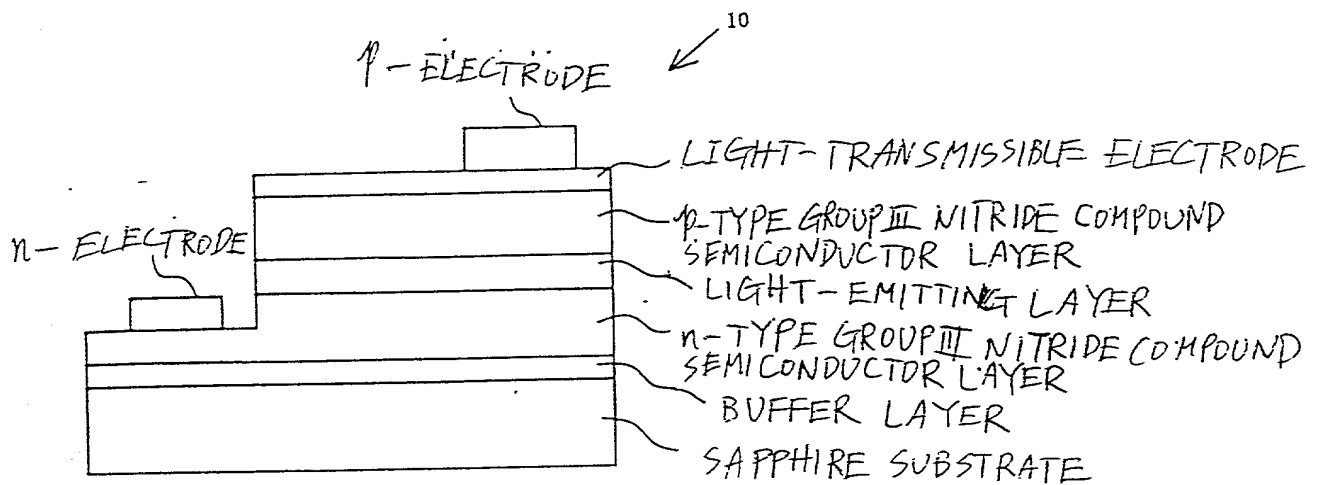 10
p-ELECTRODE
LIGHT-TRANSMISSIBLE ELECTRODE
p-TYPE GROUP III NITRIDE COMPOUND
SEMICONDUCTOR LAYER
n-ELECTRODE
LIGHT-EMITTING LAYER
n-TYPE GROUP III NITRIDE COMPOUND
SEMICONDUCTOR LAYER
BUFFER LAYER
SAPPHIRE SUBSTRATE